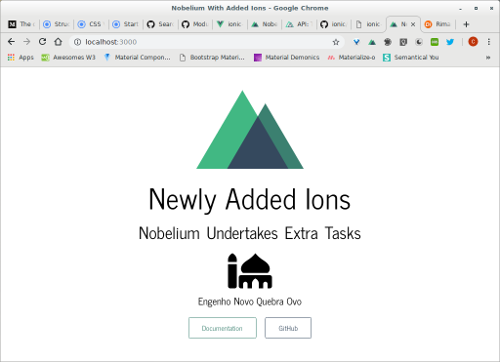 Nobelium With Added Ions - Google Chrome
The
Stru
CSS
Start
Sear
Mod
ionic
Nob
API:
ionic
ionic
N
Rima
localhost:3000
Apps Awesomes W3 Material Compon... Bootstrap Materi... Material Demonics Materialize-o Semantical You
Newly Added Ions
Nobelium Undertakes Extra Tasks
Engenho Novo Quebra Ovo
Documentation GitHub